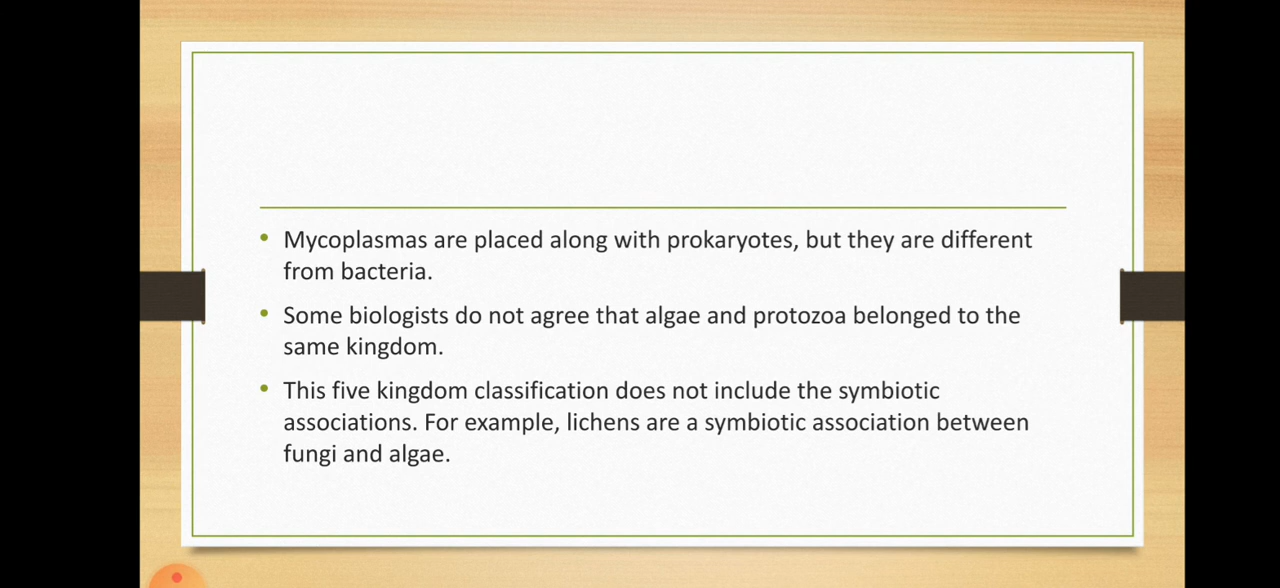 • Mycoplasmas are placed along with prokaryotes, but they are different
from bacteria.
• Some biologists do not agree that algae and protozoa belonged to the
same kingdom.
• This five kingdom classification does not include the symbiotic
associations. For example, lichens are a symbiotic association between
fungi and algae.